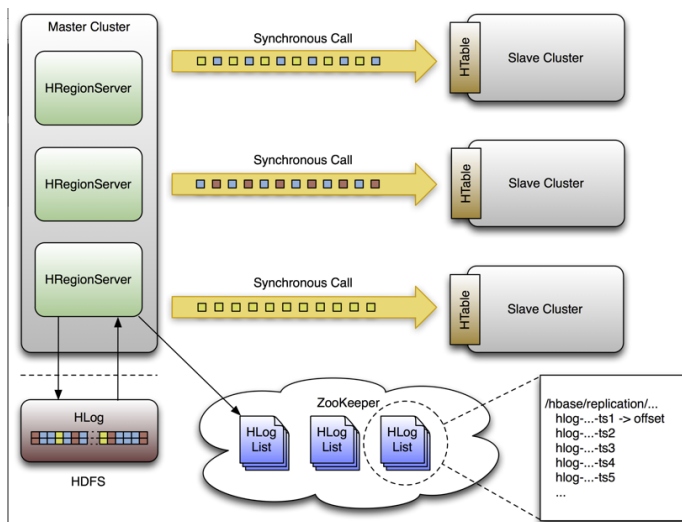 Master Cluster
HRegionServer
HRegionServer
HRegionServer
Synchronous Call
HTable
Slave Cluster
Synchronous Call
HTable
Slave Cluster
Synchronous Call
HTable
Slave Cluster
HLog
HDFS
ZooKeeper
HLog
List
HLog
List
HLog
List
/hbase/replication/...
hlog-...-ts1 -> offset
hlog-...-ts2
hlog-...-ts3
hlog-...-ts4
hlog-...-ts5
...